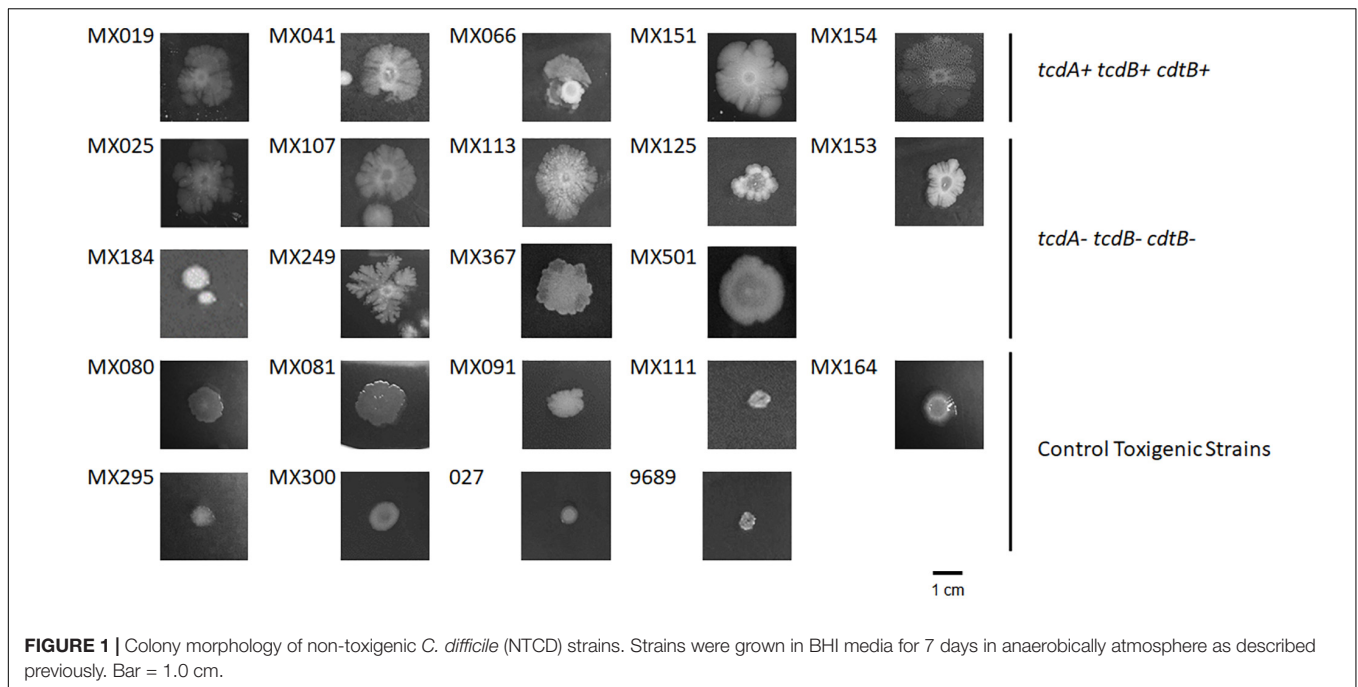 MX019 MX041 MX066 MX151 MX154
tcdA+ tcdB+ cdtB+
MX025 MX107 MX113 MX125 MX153
tcdA- tcdB- cdtB-
MX184 MX249 MX367 MX501
MX080 MX081 MX091 MX111 MX164
Control Toxigenic Strains
MX295 MX300 027 9689
1 cm
FIGURE 1 | Colony morphology of non-toxigenic C. difficile (NTCD) strains. Strains were grown in BHI media for 7 days in anaerobically atmosphere as described
previously. Bar = 1.0 cm.